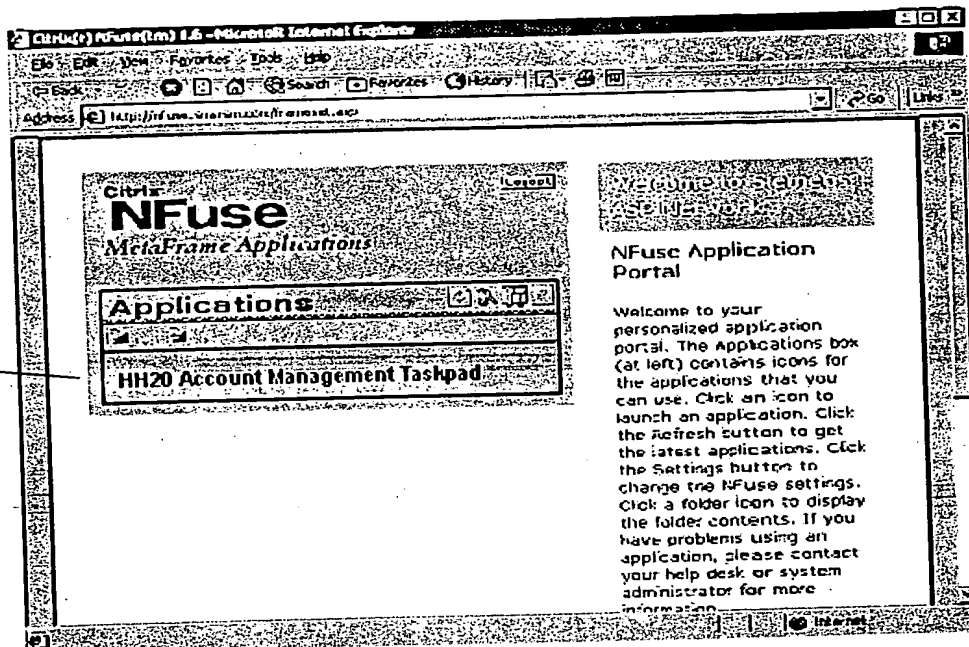 Citrix(r) NFuse(tm) 1.6 - Microsoft Internet Explorer
File Edit View Favorites Tools Help
Back Search Favorites History
Address Go Links
Citrix
NFuse
MetaFrame Applications
Logout
Applications
HH20 Account Management Taskpad
Welcome to Siemens
NFuse Application
Portal
Welcome to your
personalized application
portal. The Applications box
(at left) contains icons for
the applications that you
can use. Click an icon to
launch an application. Click
the Refresh button to get
the latest applications. Click
the Settings button to
change the NFuse settings.
Click a folder icon to display
the folder contents. If you
have problems using an
application, please contact
your help desk or system
administrator for more
information.
Internet